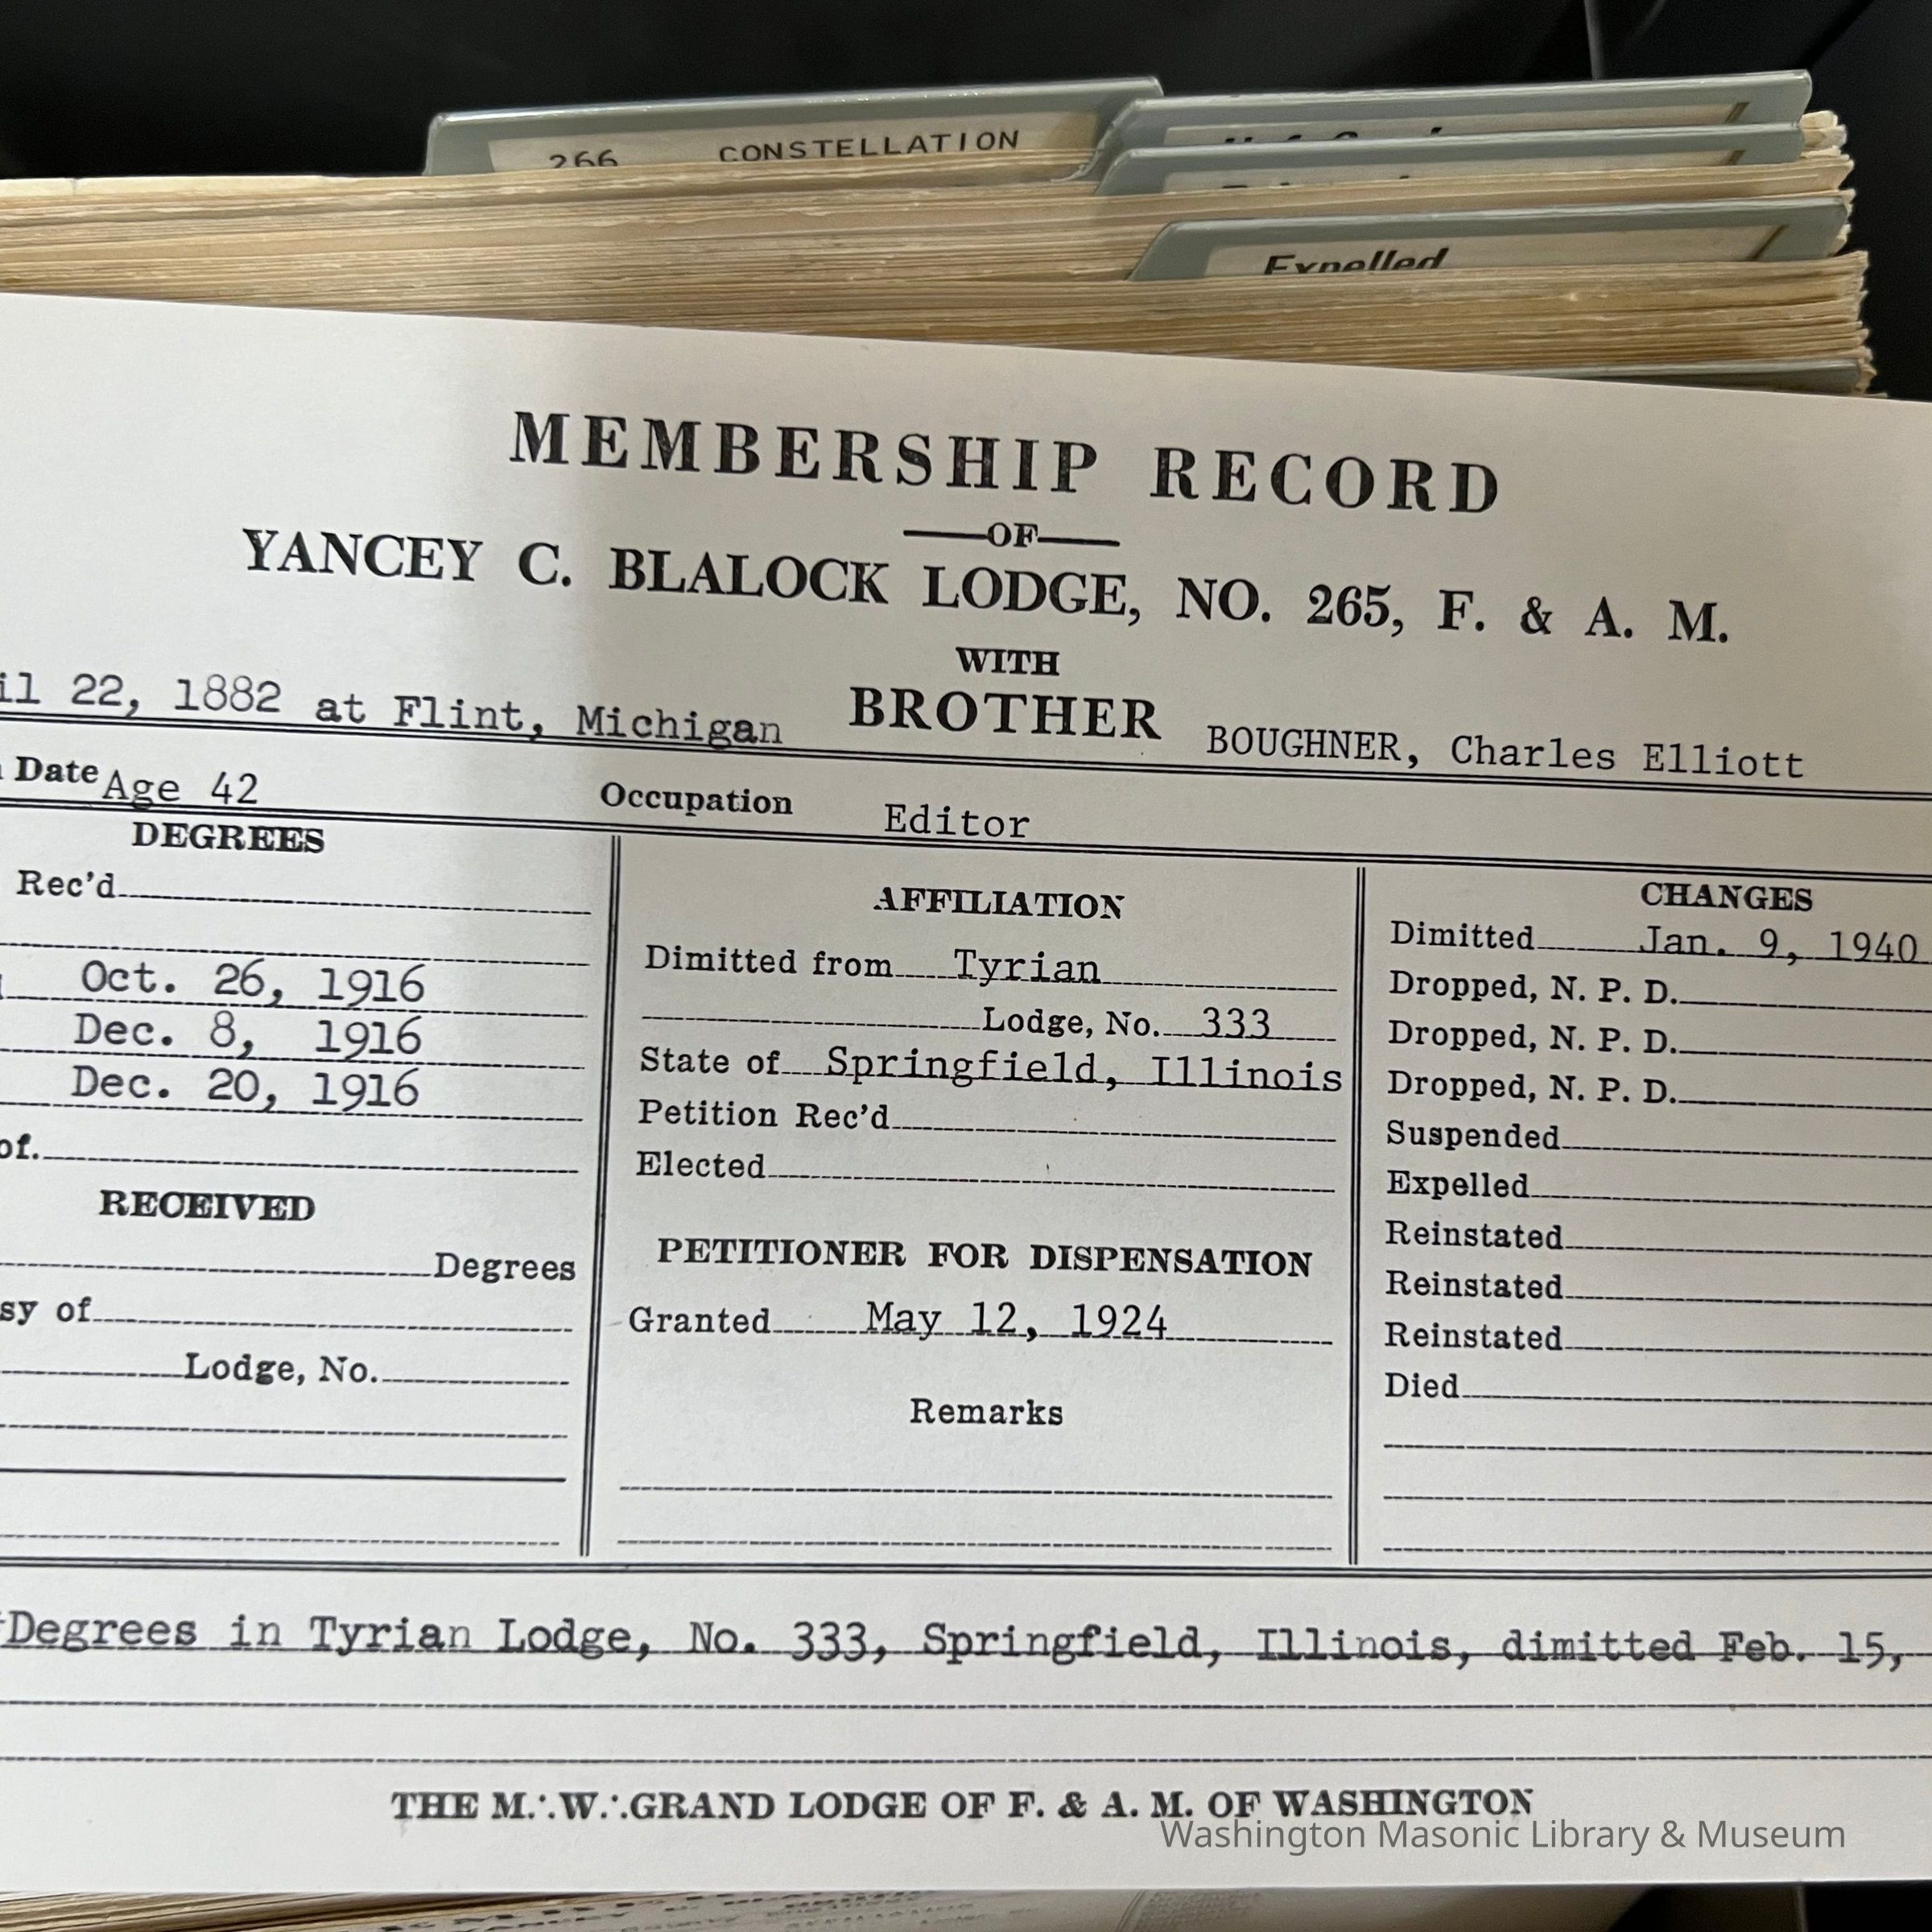 266 CONSTELLATION
Expelled
MEMBERSHIP RECORD
OF
YANCEY C. BLALOCK LODGE, NO. 265, F. & A. M.
WITH
il 22, 1882 at Flint, Michigan BROTHER BOUGHNER, Charles Elliott
Date Age 42 Occupation Editor
DEGREES
Rec'd
Oct. 26, 1916
Dec. 8, 1916
Dec. 20, 1916
of.
RECEIVED
Degrees
sy of
Lodge, No.
AFFILIATION
Dimitted from Tyrian
Lodge, No. 333
State of Springfield, Illinois
Petition Rec'd
Elected
PETITIONER FOR DISPENSATION
Granted May 12, 1924
Remarks
CHANGES
Dimitted Jan. 9, 1940
Dropped, N. P. D.
Dropped, N. P. D.
Dropped, N. P. D.
Suspended
Expelled
Reinstated
Reinstated
Reinstated
Died
Degrees in Tyrian Lodge, No. 333, Springfield, Illinois, dimitted Feb. 15,
THE M∴W∴GRAND LODGE OF F. & A. M. OF WASHINGTON
Washington Masonic Library & Museum